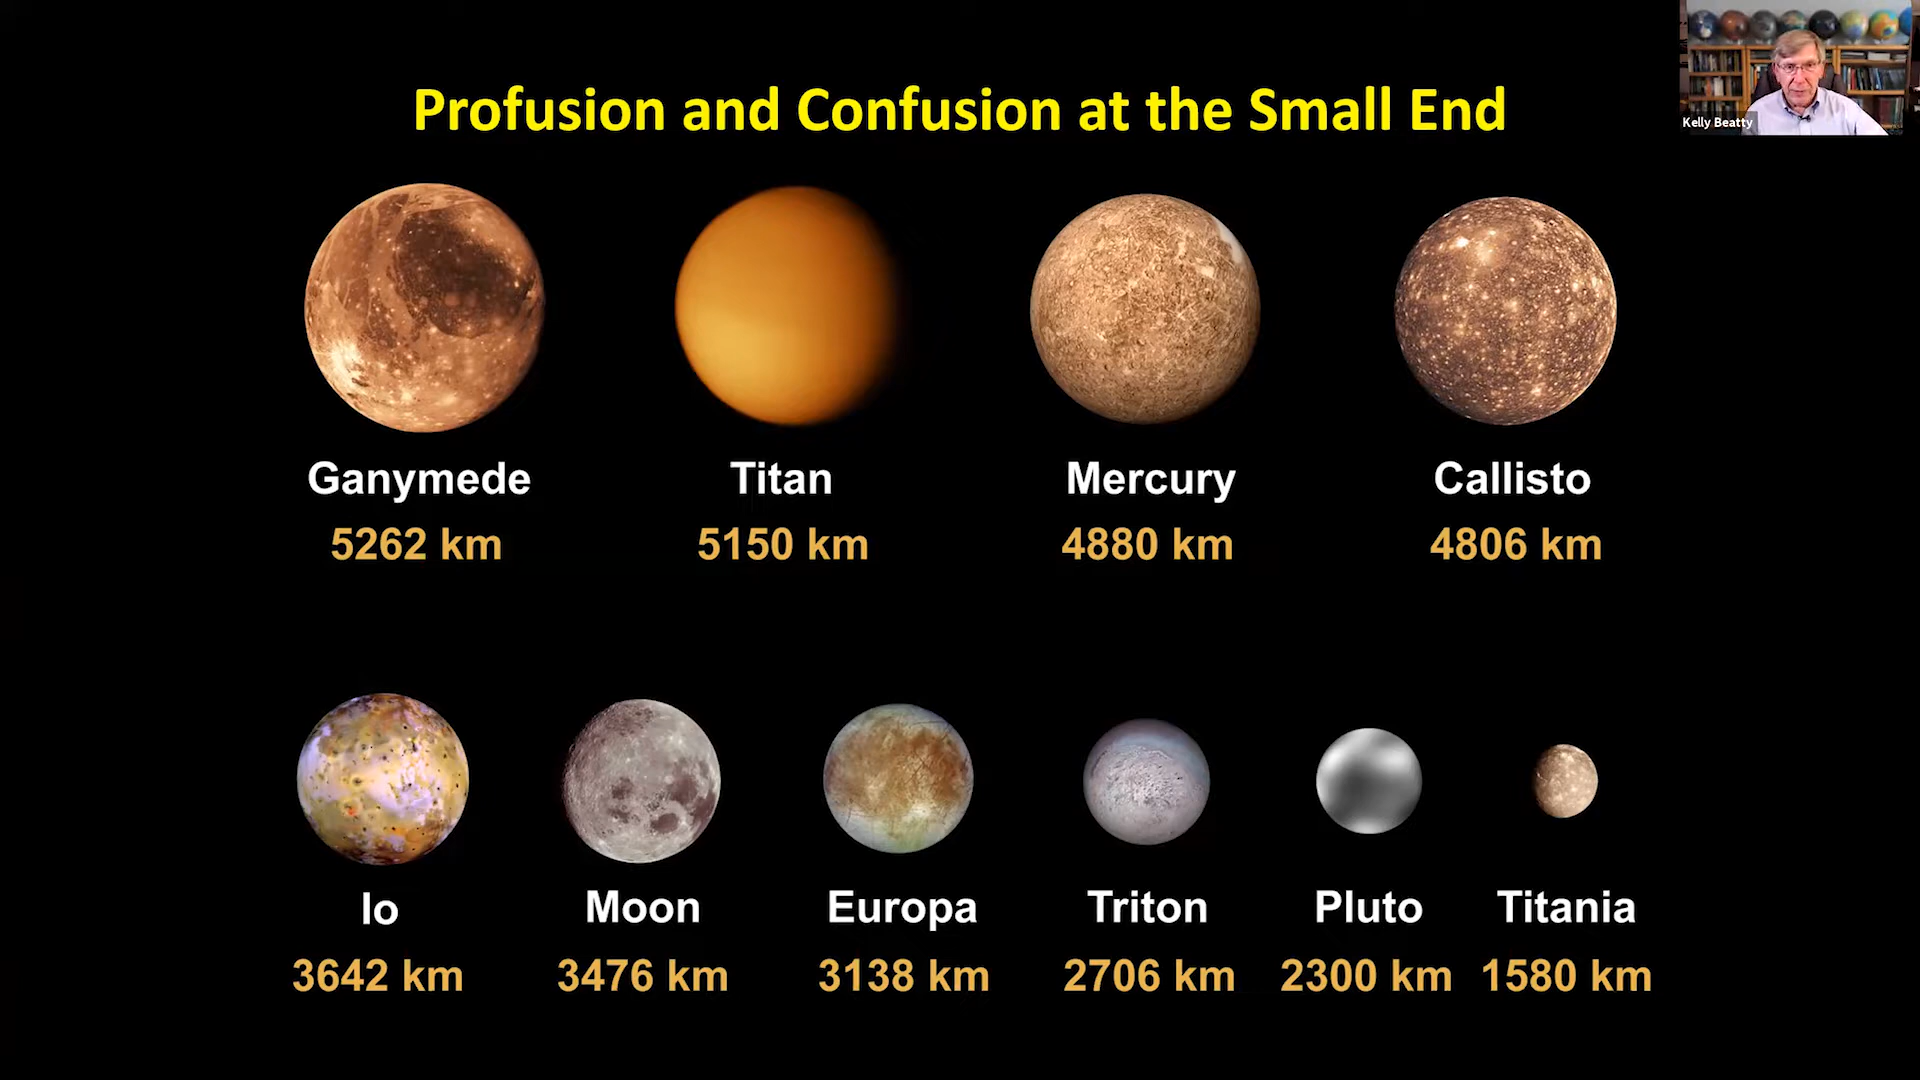 Profusion and Confusion at the Small End
Kelly Beatty
Ganymede Titan Mercury Callisto
5262 km 5150 km 4880 km 4806 km
Io Moon Europa Triton Pluto Titania
3642 km 3476 km 3138 km 2706 km 2300 km 1580 km